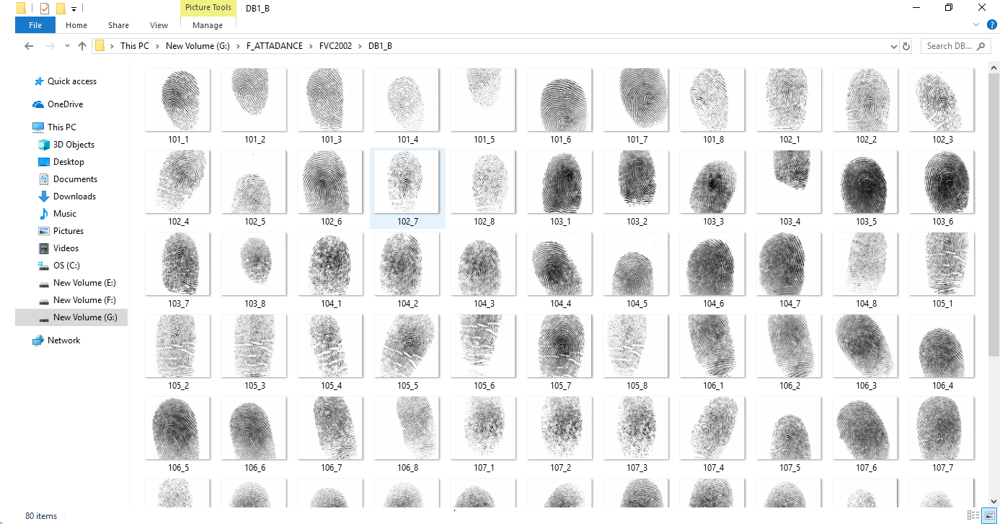 Picture Tools DB1_B
File Home Share View Manage
This PC New Volume (G:) F_ATTADANCE FVC2002 DB1_B Search DB...
Quick access
OneDrive
This PC
3D Objects
Desktop
Documents
Downloads
Music
Pictures
Videos
OS (C:)
New Volume (E:)
New Volume (F:)
New Volume (G:)
Network
101_1 101_2 101_3 101_4 101_5 101_6 101_7 101_8 102_1 102_2 102_3
102_4 102_5 102_6 102_7 102_8 103_1 103_2 103_3 103_4 103_5 103_6
103_7 103_8 104_1 104_2 104_3 104_4 104_5 104_6 104_7 104_8 105_1
105_2 105_3 105_4 105_5 105_6 105_7 105_8 106_1 106_2 106_3 106_4
106_5 106_6 106_7 106_8 107_1 107_2 107_3 107_4 107_5 107_6 107_7
80 items